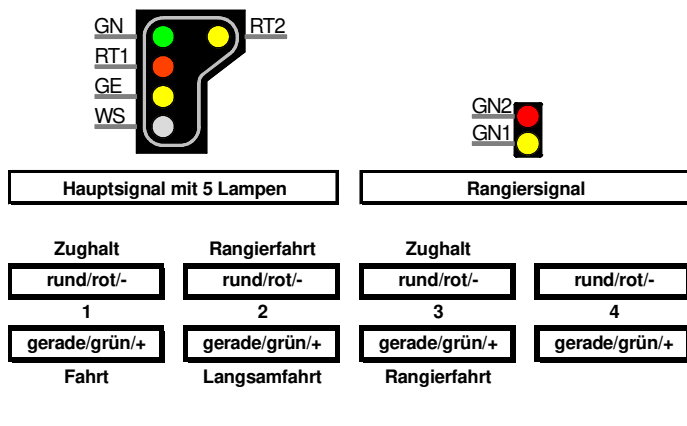 GN RT2
RT1
GE
WS
GN2
GN1
Hauptsignal mit 5 Lampen Rangiersignal
Zughalt Rangierfahrt Zughalt
rund/rot/- rund/rot/- rund/rot/- rund/rot/-
1 2 3 4
gerade/grün/+ gerade/grün/+ gerade/grün/+ gerade/grün/+
Fahrt Langsamfahrt Rangierfahrt